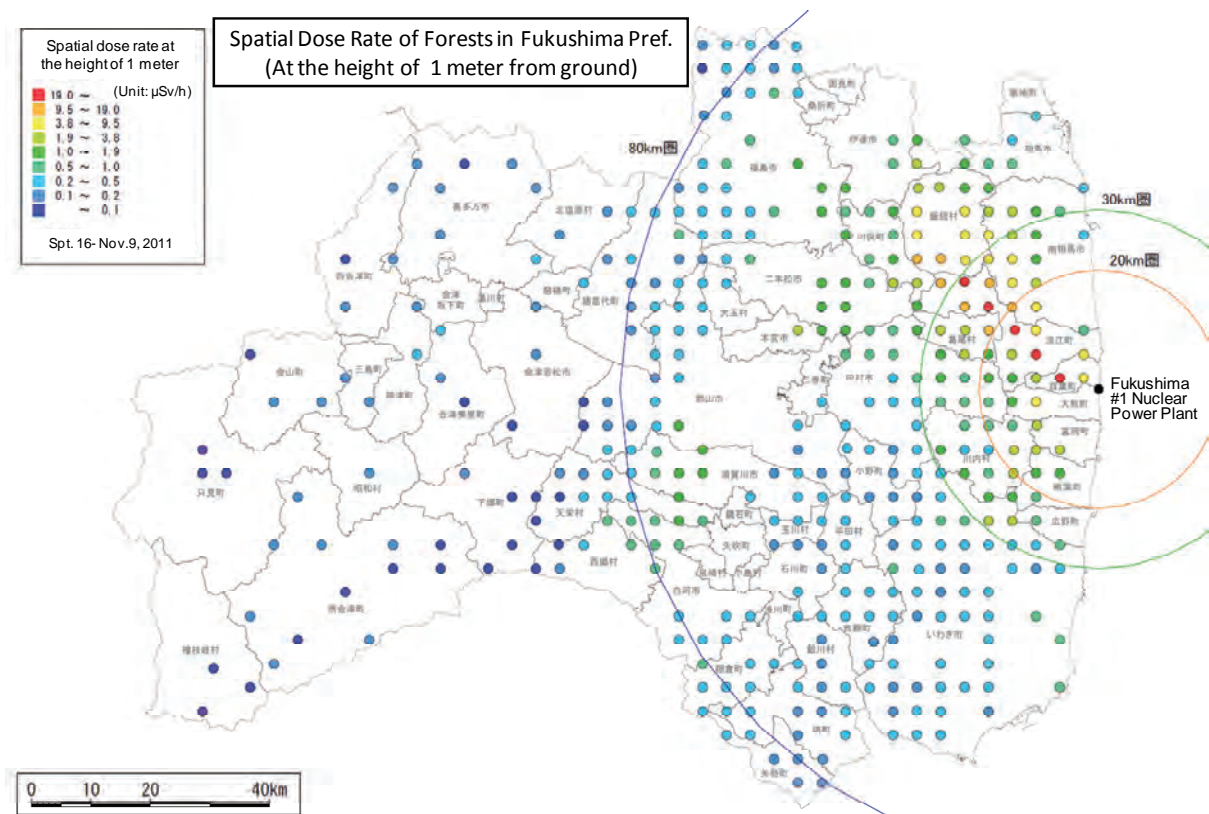 Spatial dose rate at
the height of 1 meter
(Unit: µSv/h)
19.0 ~
9.5 ~ 19.0
3.8 ~ 9.5
1.9 ~ 3.8
1.0 ~ 1.9
0.5 ~ 1.0
0.2 ~ 0.5
0.1 ~ 0.2
~ 0.1
Spt. 16- Nov.9, 2011
Spatial Dose Rate of Forests in Fukushima Pref.
(At the height of 1 meter from ground)
80km圏
30km圏
20km圏
国見町
桑折町
新地町
伊達市
相馬市
福島市
喜多方市
北塩原村
飯舘村
川俣町
南相馬市
西会津町
二本松市
磐梯町
会津
坂下町
湯川村
猪苗代町
大玉村
本宮市
葛尾村
浪江町
金山町
三島町
柳津町
会津若松市
三春町
田村市
双葉町
大熊町
Fukushima
#1 Nuclear
Power Plant
会津美里町
郡山市
富岡町
川内村
只見町
昭和村
須賀川市
小野町
楢葉町
下郷町
天栄村
鏡石町
玉川村
平田村
広野町
矢吹町
西郷村
泉崎村
中島村
石川町
白河市
南会津町
浅川町
古殿町
いわき市
檜枝岐村
鮫川村
棚倉町
塙町
矢祭町
0 10 20 40km